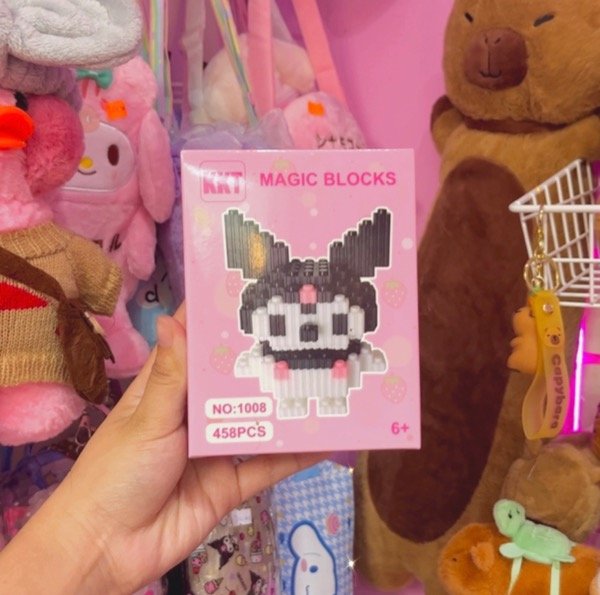 KKT
MAGIC BLOCKS
NO:1008
458PCS
6+
Capybara